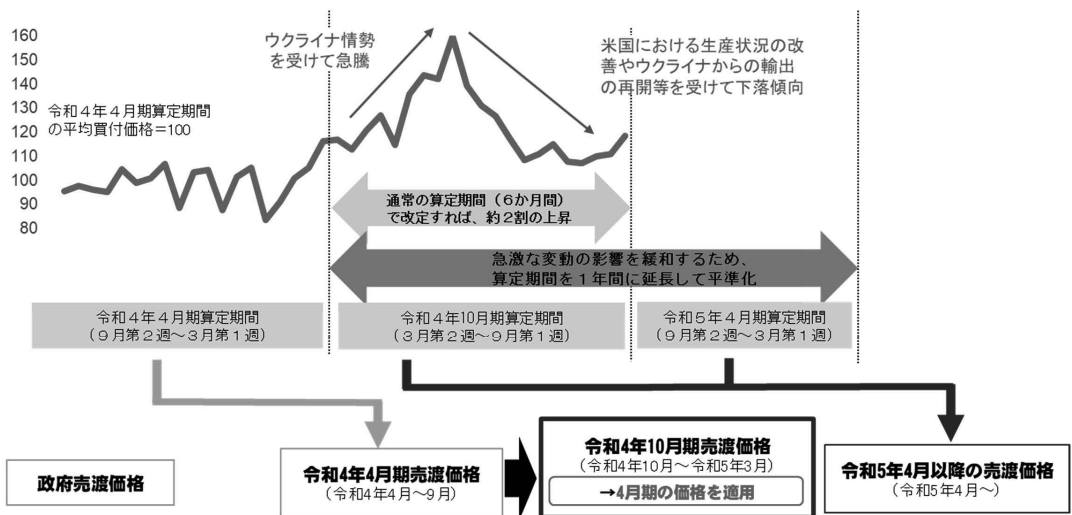 160
150
140
130
120
110
100
90
80
令和４年４月期算定期間
の平均買付価格=100
ウクライナ情勢
を受けて急騰
米国における生産状況の改
善やウクライナからの輸出
の再開等を受けて下落傾向
通常の算定期間（６か月間）
で改定すれば、約２割の上昇
急激な変動の影響を緩和するため、
算定期間を１年間に延長して平準化
令和４年４月期算定期間
（９月第２週～３月第１週）
令和４年10月期算定期間
（３月第２週～９月第１週）
令和５年４月期算定期間
（９月第２週～３月第１週）
政府売渡価格
令和4年4月期売渡価格
（令和4年4月～9月）
令和4年10月期売渡価格
（令和4年10月～令和5年3月）
→4月期の価格を適用
令和5年4月以降の売渡価格
（令和5年4月～）